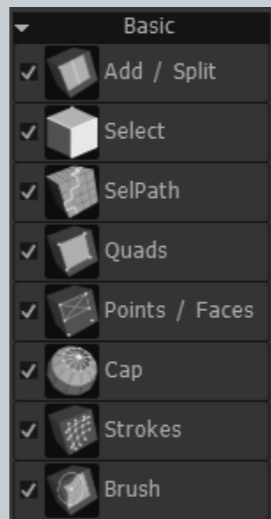 Basic
Add / Split
Select
SelPath
Quads
Points / Faces
Cap
Strokes
Brush